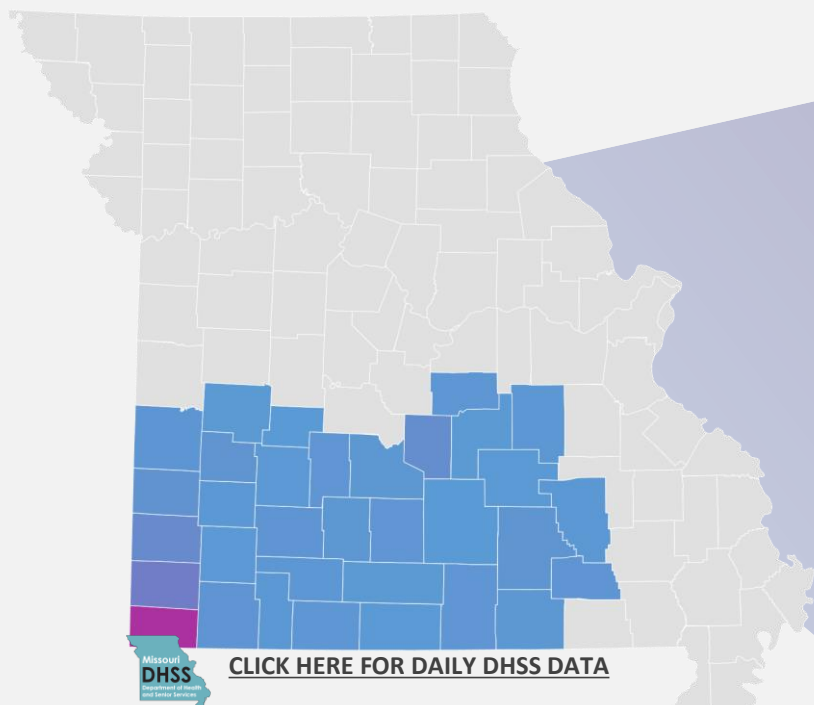 Missouri
DHSS
Department of Health
and Senior Services
CLICK HERE FOR DAILY DHSS DATA